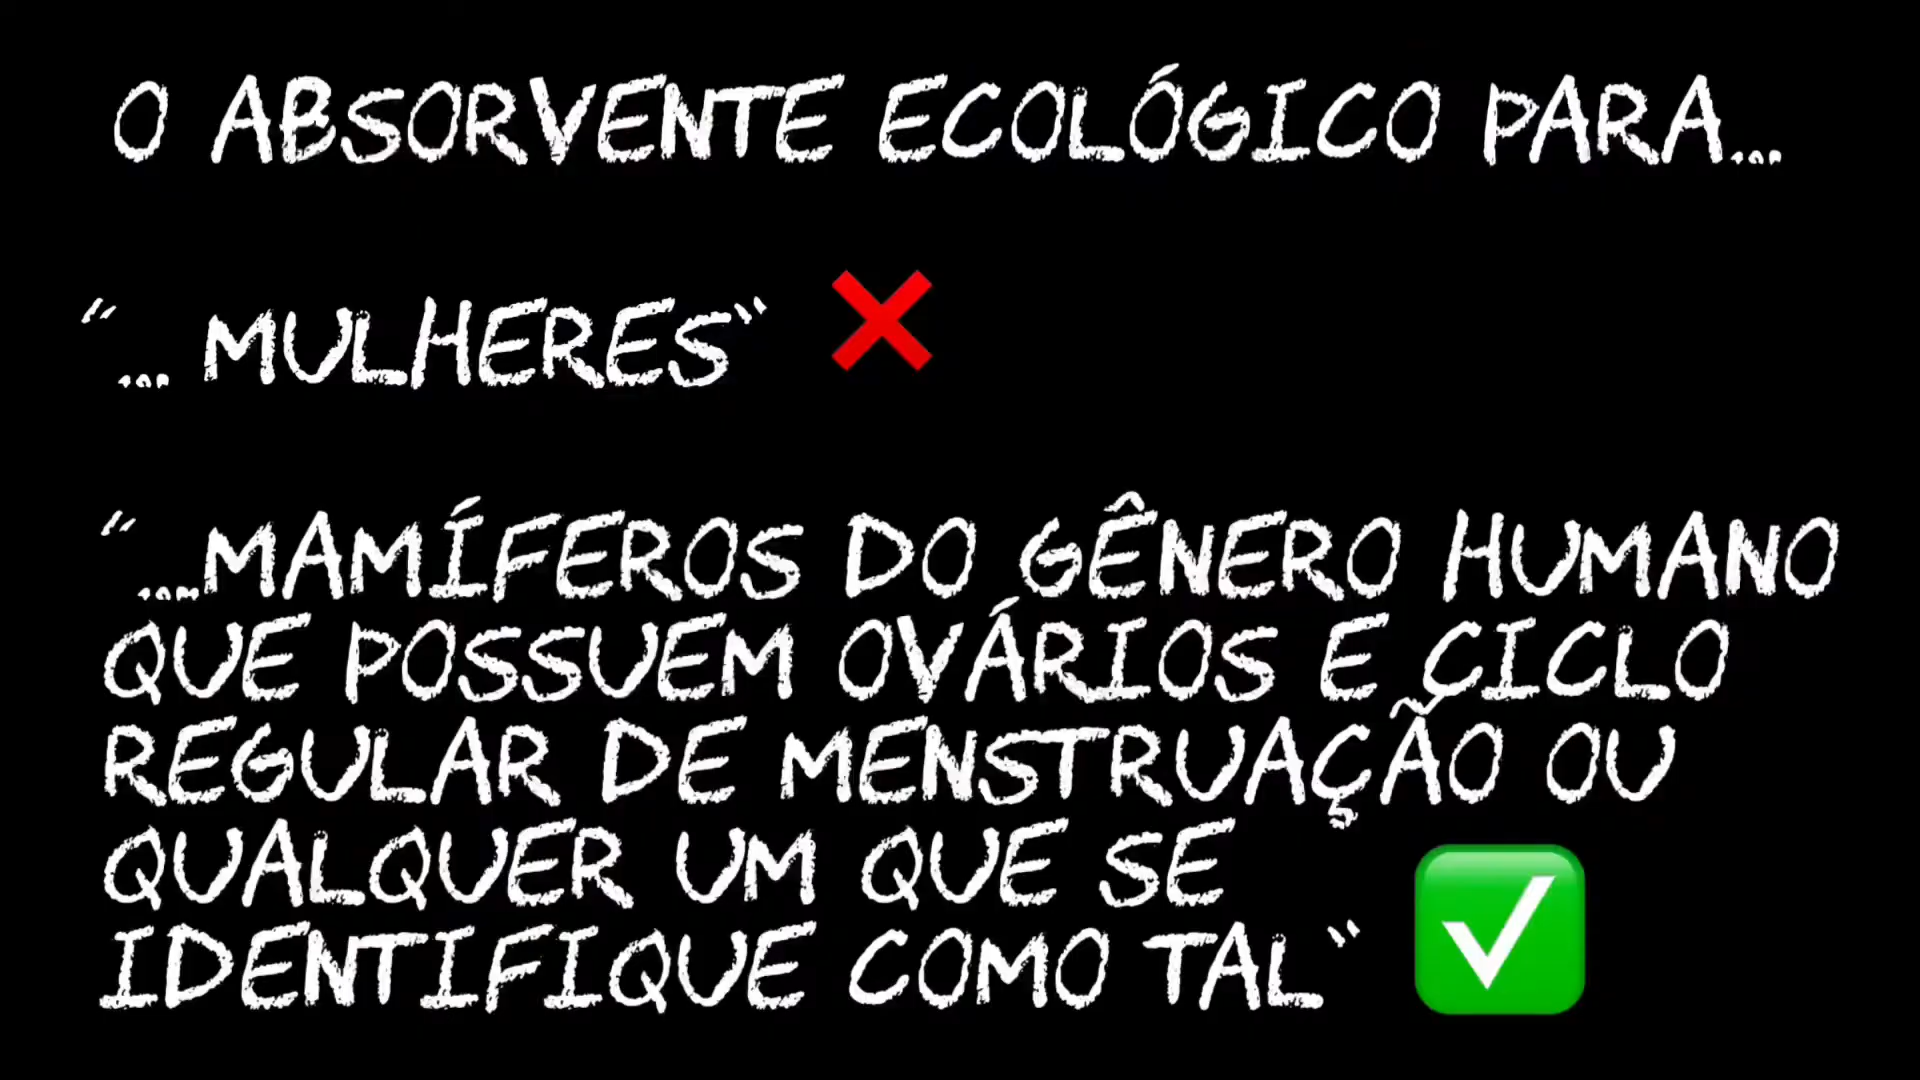 O ABSORVENTE ECOLÓGICO PARA...
"... MULHERES" ❌
"...MAMÍFEROS DO GÊNERO HUMANO
QUE POSSUEM OVÁRIOS E CICLO
REGULAR DE MENSTRUAÇÃO OU
QUALQUER UM QUE SE
IDENTIFIQUE COMO TAL" ✅